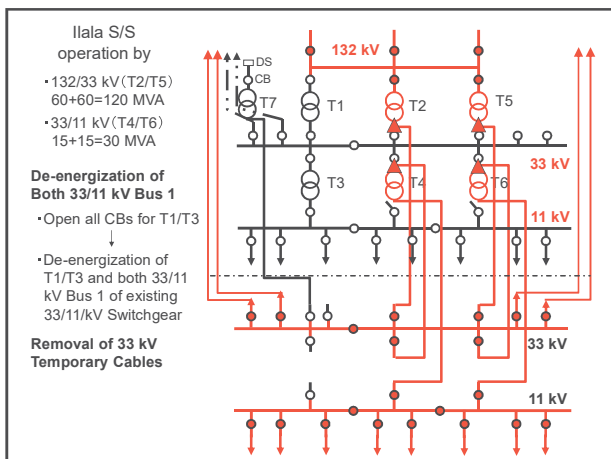 Ilala S/S
operation by
・132/33 kV(T2/T5)
60+60=120 MVA
・33/11 kV(T4/T6)
15+15=30 MVA
De-energization of
Both 33/11 kV Bus 1
・Open all CBs for T1/T3
・De-energization of
T1/T3 and both 33/11
kV Bus 1 of existing
33/11/kV Switchgear
Removal of 33 kV
Temporary Cables
132 kV
DS
CB
T7
T1
T2
T5
33 kV
T3
T4
T6
11 kV
33 kV
11 kV